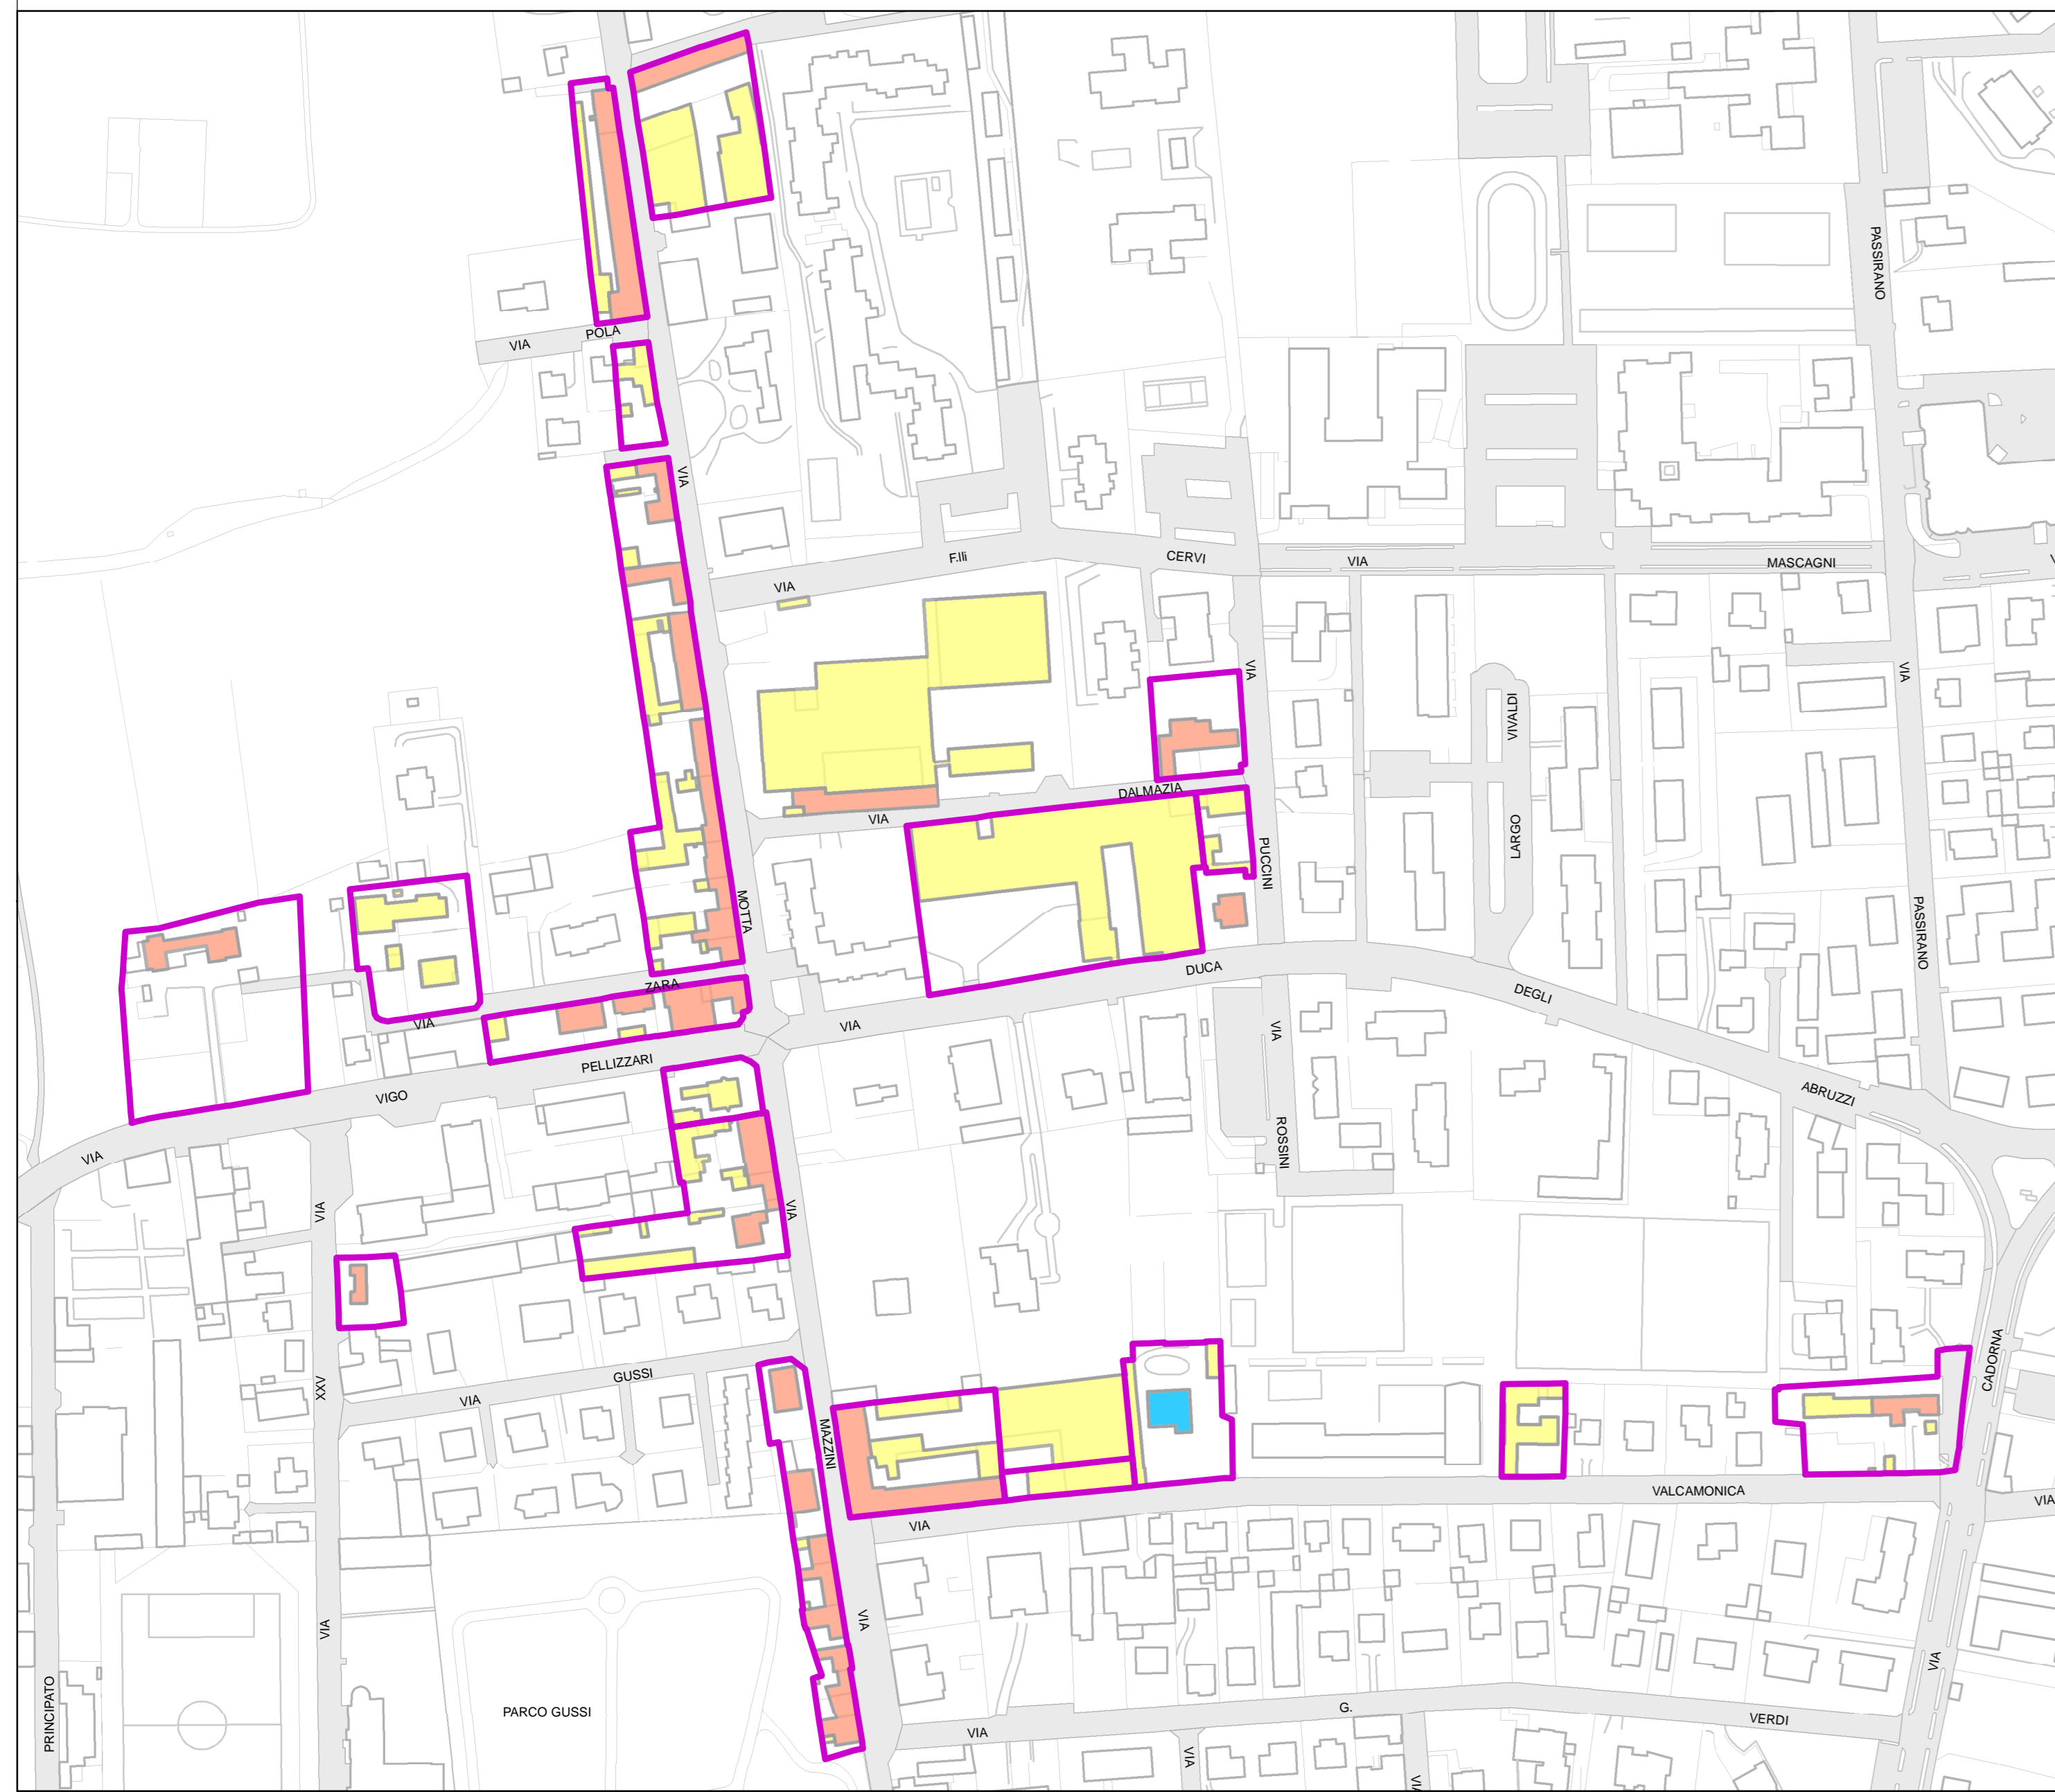 PASSIRANO
VIA
POLA
VIA
F.lli
CERVI
VIA
VIA
MASCAGNI
VIA
VIA
VIVALDI
DALMAZIA
VIA
LARGO
PUCCINI
MOTTA
PASSIRANO
ZARA
VIA
DUCA
DEGLI
VIA
VIA
PELLIZZARI
VIGO
ABRUZZI
VIA
ROSSINI
VIA
VIA
CADORNA
GUSSI
VIA
XXV
MAZZINI
VALCAMONICA
VIA
VIA
VIA
VIA
VIA
PRINCIPATO
PARCO GUSSI
G.
VERDI
VIA
VIA